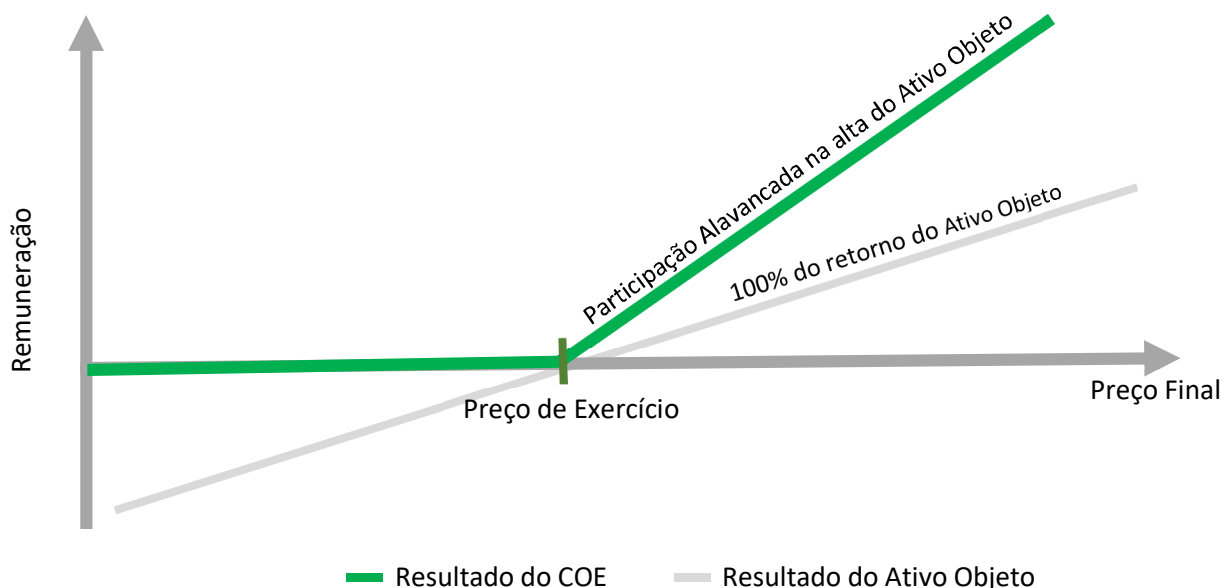 Participação Alavancada na alta do Ativo Objeto
100% do retorno do Ativo Objeto
Remuneração
Preço Final
Preço de Exercício
Resultado do COE
Resultado do Ativo Objeto